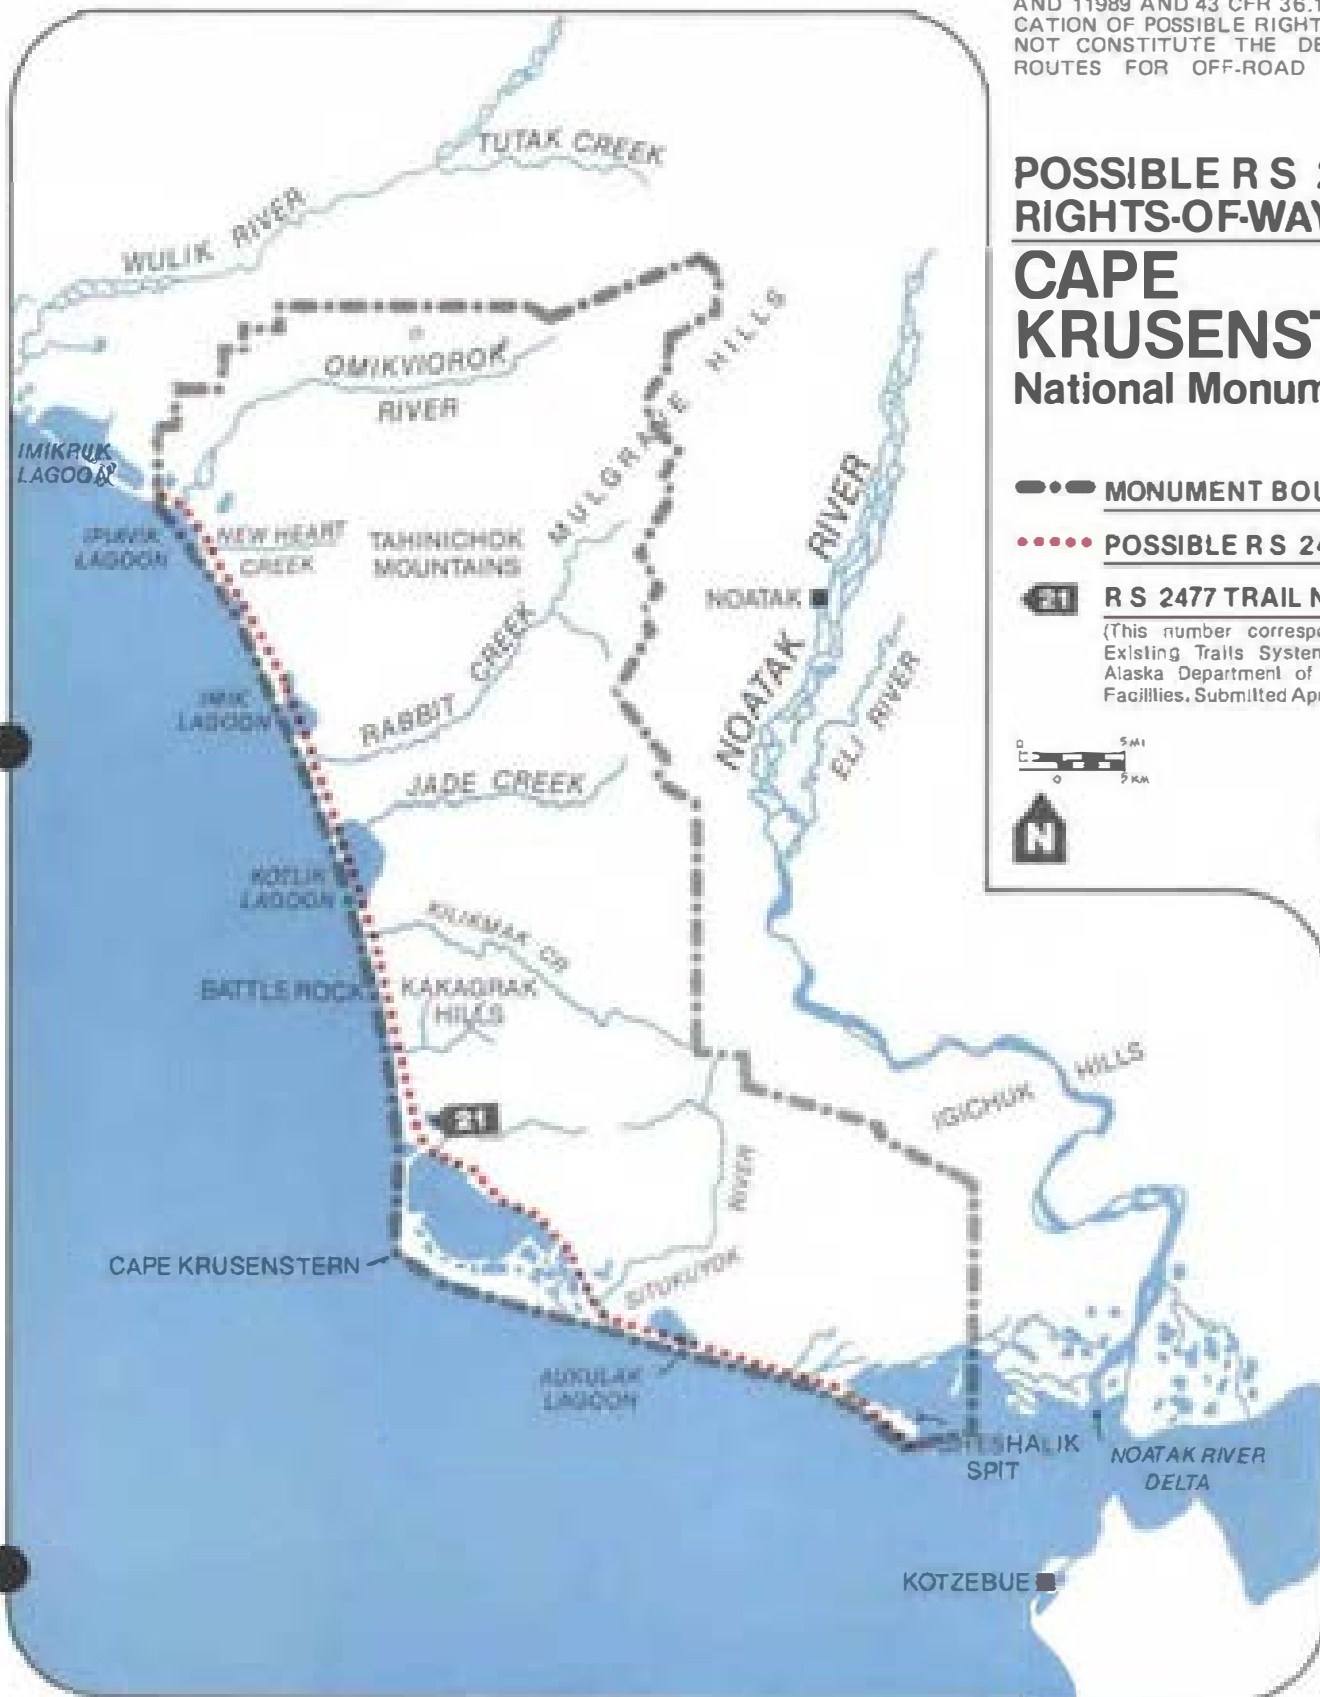 AND 11989 AND 43 CFR 36.1
CATION OF POSSIBLE RIGHT
NOT CONSTITUTE THE DE
ROUTES FOR OFF-ROAD
POSSIBLE R S
RIGHTS-OF-WAY
CAPE
KRUSENST
National Monum
MONUMENT BOU
POSSIBLE R S 24
21
R S 2477 TRAIL N
(This number correspo
Existing Trails System
Alaska Department of
Facilities. Submitted Apr
0 5 MI
0 5 KM
N
TUTAK CREEK
WULIK RIVER
OMIKVIOROK
RIVER
MULGRAVE HILLS
IMIKRUK
LAGOON
IPIAVIK
LAGOON
NEW HEART
CREEK
TAHINICHOK
MOUNTAINS
NOATAK
NOATAK RIVER
ELI RIVER
IMIK
LAGOON
RABBIT CREEK
JADE CREEK
KOTLIK
LAGOON
KILIKMAK CR
BATTLE ROCK
KAKAGRAK
HILLS
21
IGICHUK HILLS
SITUKUYOK RIVER
CAPE KRUSENSTERN
AUKULAK
LAGOON
SHESHALIK
SPIT
NOATAK RIVER
DELTA
KOTZEBUE